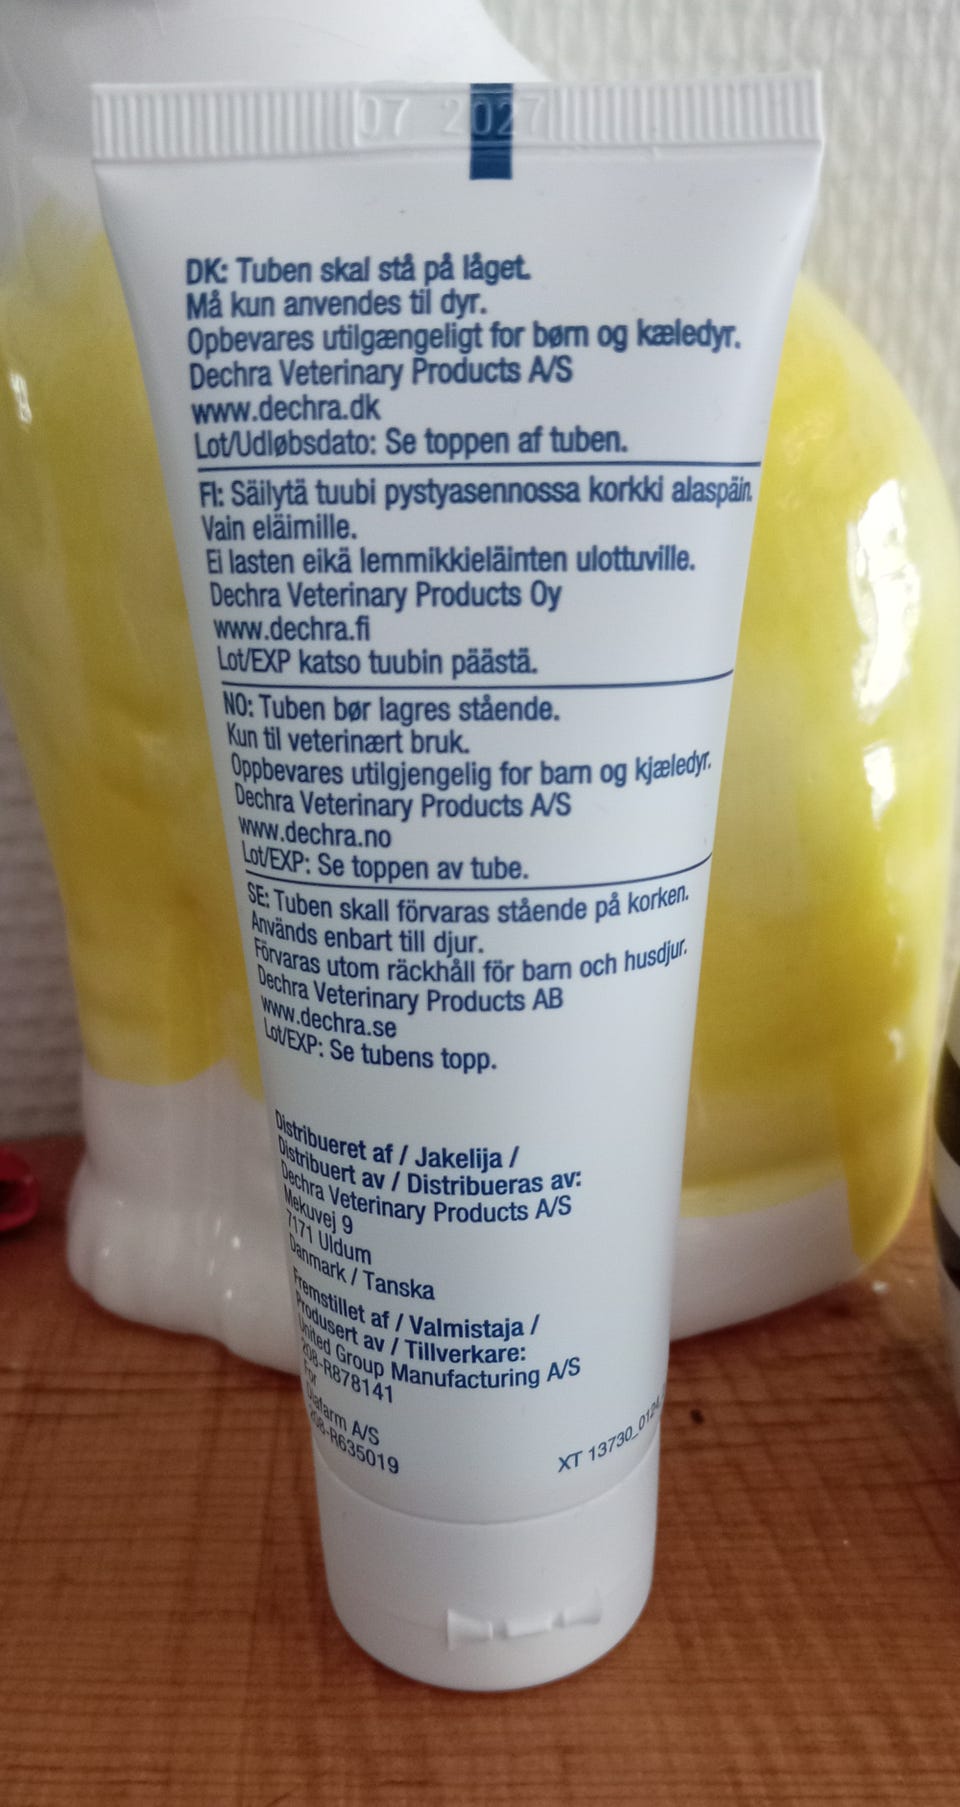 07 2027
DK: Tuben skal stå på låget.
Må kun anvendes til dyr.
Opbevares utilgængeligt for børn og kæledyr.
Dechra Veterinary Products A/S
www.dechra.dk
Lot/Udløbsdato: Se toppen af tuben.
FI: Säilytä tuubi pystyasennossa korkki alaspäin.
Vain eläimille.
Ei lasten eikä lemmikkieläinten ulottuville.
Dechra Veterinary Products Oy
www.dechra.fi
Lot/EXP katso tuubin päästä.
NO: Tuben bør lagres stående.
Kun til veterinært bruk.
Oppbevares utilgjengelig for barn og kjæledyr.
Dechra Veterinary Products A/S
www.dechra.no
Lot/EXP: Se toppen av tube.
SE: Tuben skall förvaras stående på korken.
Används enbart till djur.
Förvaras utom räckhåll för barn och husdjur.
Dechra Veterinary Products AB
www.dechra.se
Lot/EXP: Se tubens topp.
Distribueret af / Jakelija /
Distribuert av / Distribueras av:
Dechra Veterinary Products A/S
Mekuvej 9
7171 Uldum
Danmark / Tanska
Fremstillet af / Valmistaja /
Produsert av / Tillverkare:
United Group Manufacturing A/S
208-R878141
For
Diafarm A/S
208-R635019
XT 13730_0124